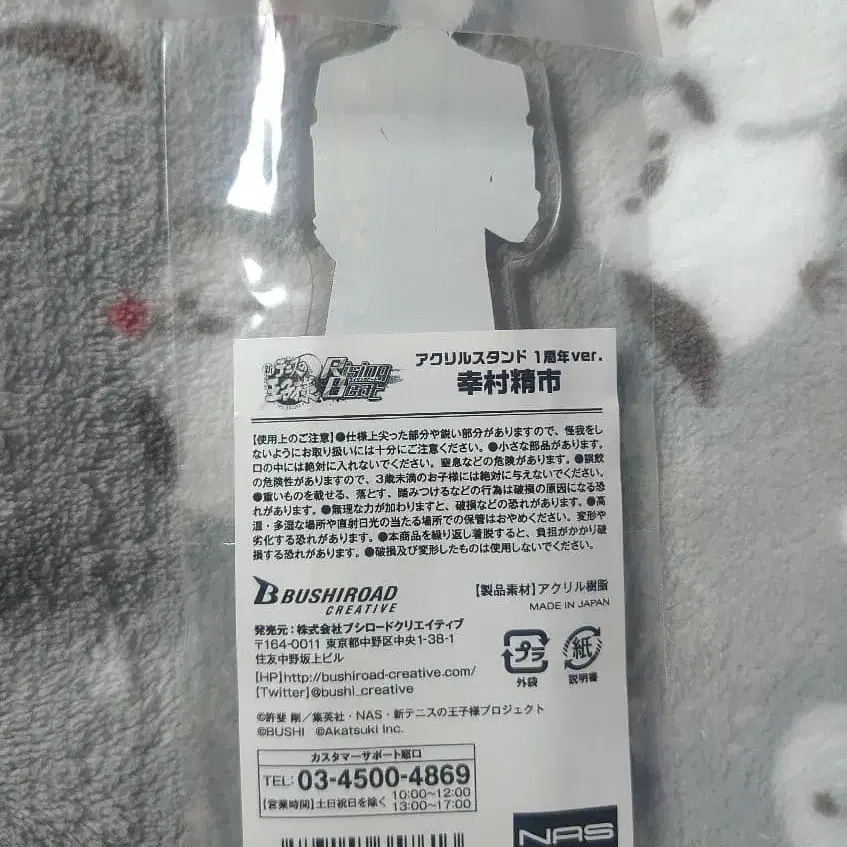 アクリルスタンド 1周年ver.
新テニスの王子様 Rising Beat
幸村精市
【使用上のご注意】●仕様上尖った部分や鋭い部分がありますので、怪我をし
ないようにお取り扱いには十分にご注意ください。●小さな部品があります。
口の中には絶対に入れないでください。窒息などの危険があります。●誤飲
の危険性がありますので、3歳未満のお子様には絶対に与えないでください。
●重いものを載せる、落とす、踏みつけるなどの行為は破損の原因になる恐
れがあります。●無理な力が加わりますと、破損などの恐れがあります。●高
温・多湿な場所や直射日光の当たる場所での保管はおやめください。変形や
劣化する恐れがあります。●本商品を繰り返し着脱すると、負担がかかり破
損する恐れがあります。●破損及び変形したものは使用しないでください。
BUSHIROAD
CREATIVE
【製品素材】アクリル樹脂
MADE IN JAPAN
発売元:株式会社ブシロードクリエイティブ
〒164-0011 東京都中野区中央1-38-1
住友中野坂上ビル
【HP】http://bushiroad-creative.com/
【Twitter】@bushi_creative
プラ
外袋
紙
説明書
©許斐 剛／集英社・NAS・新テニスの王子様プロジェクト
©BUSHI ©Akatsuki Inc.
カスタマーサポート窓口
TEL: 03-4500-4869
【営業時間】土日祝日を除く 10:00~12:00
13:00~17:00
NAS